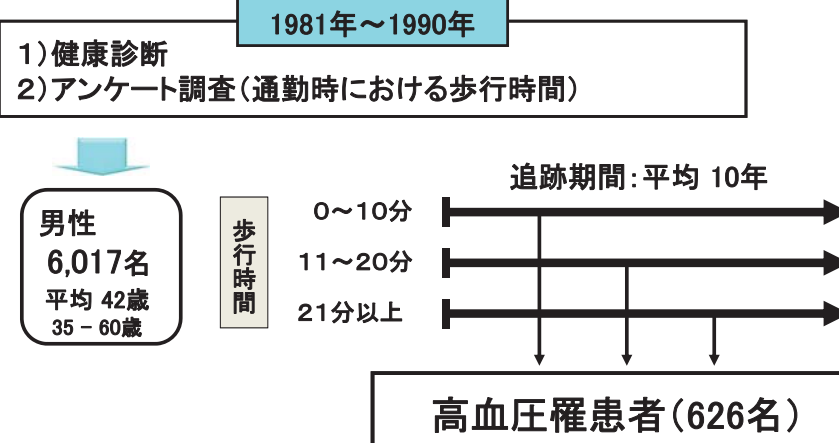 1981年～1990年
1）健康診断
2）アンケート調査（通勤時における歩行時間）
追跡期間：平均 10年
男性
6,017名
平均 42歳
35 − 60歳
歩行時間
0～10分
11～20分
21分以上
高血圧罹患者（626名）